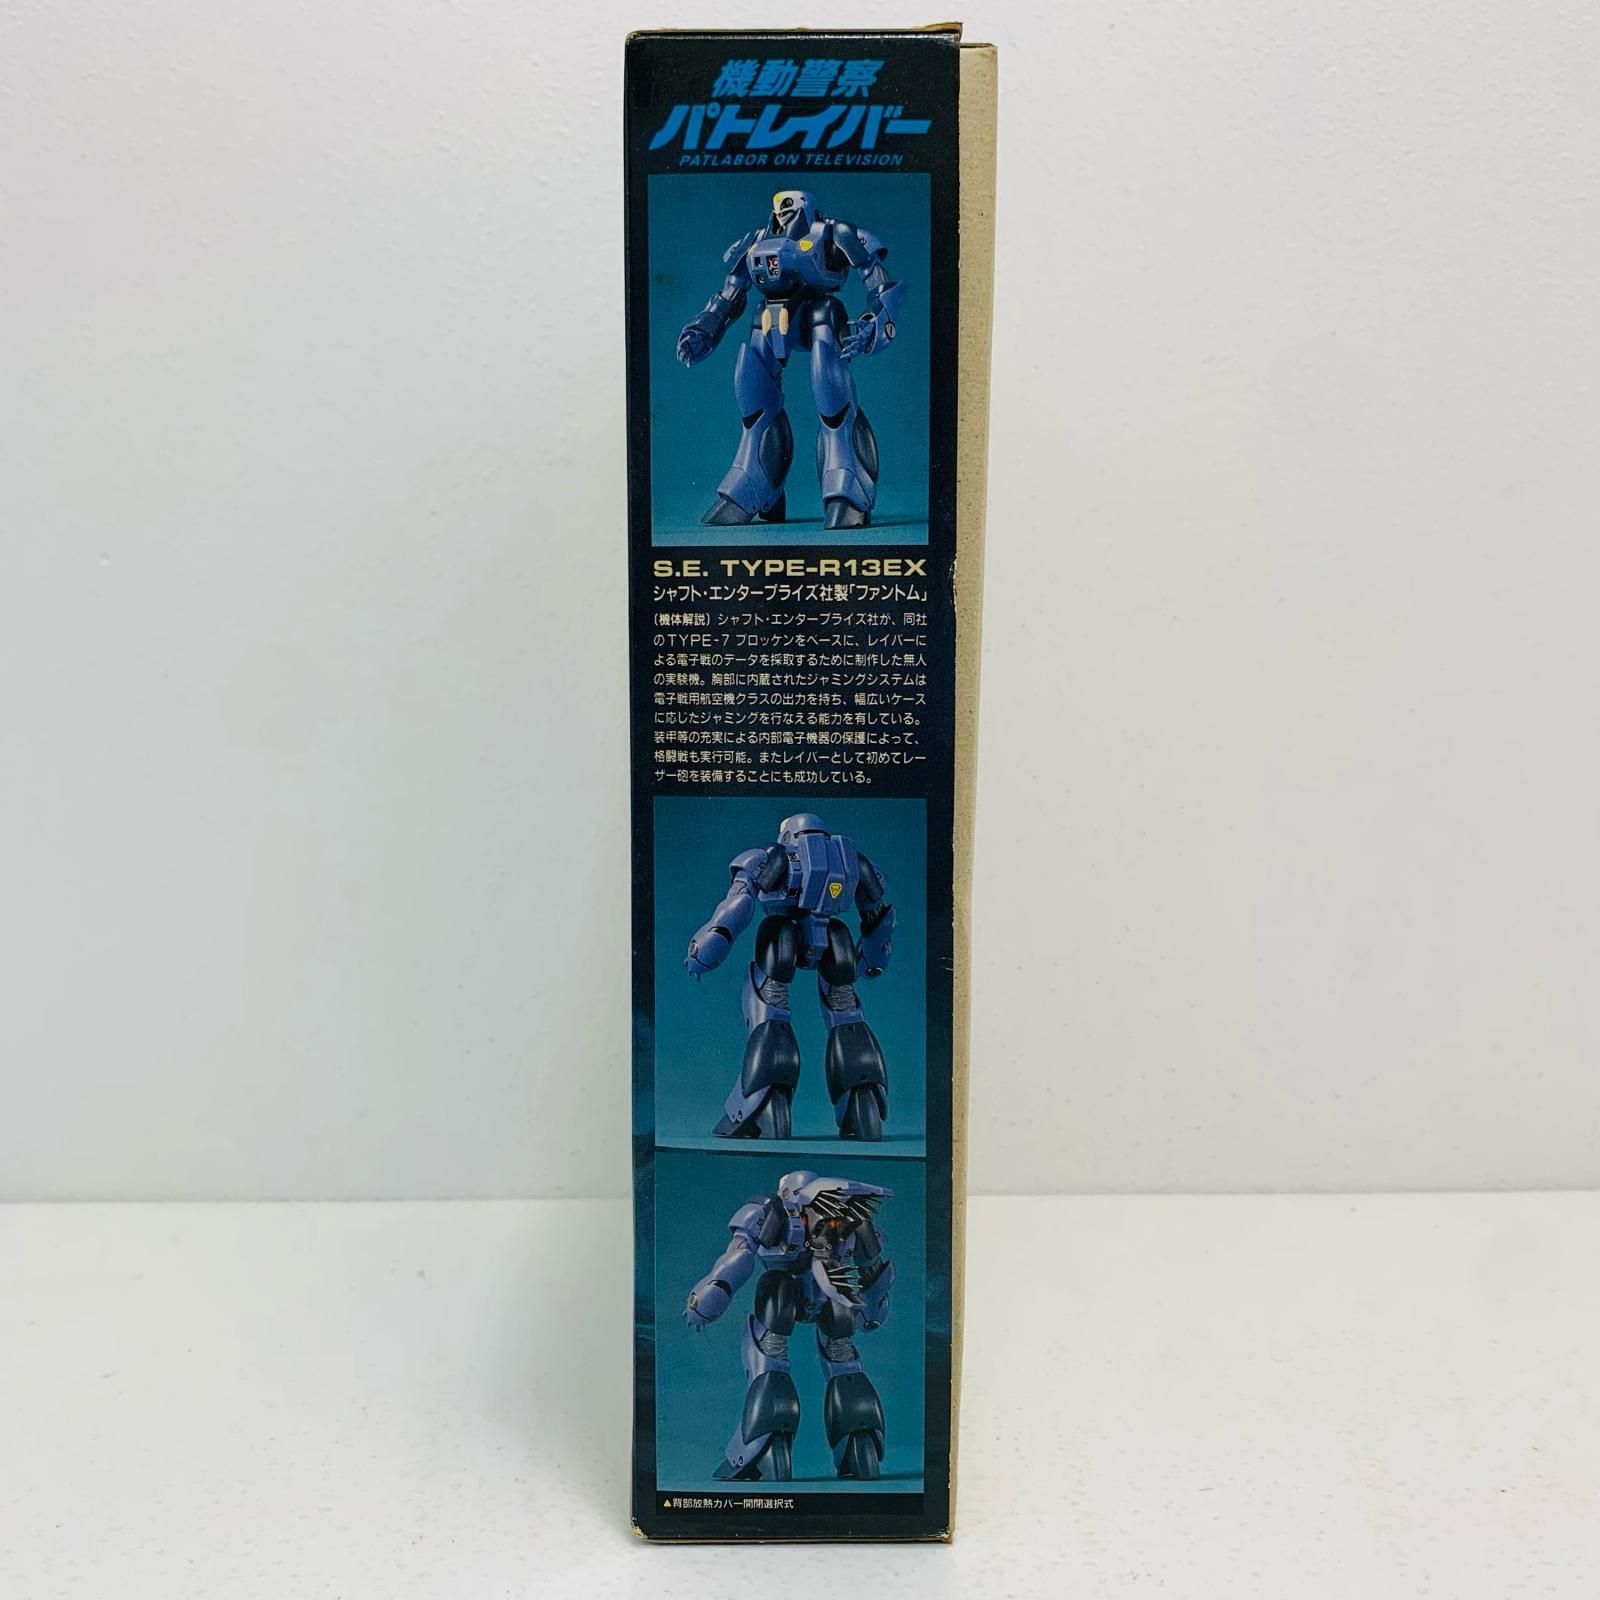 機動警察
パトレイバー
PATLABOR ON TELEVISION
S.E. TYPE-R13EX
シャフト・エンタープライズ社製「ファントム」
〔機体解説〕シャフト・エンタープライズ社が、同社
のTYPE-7 ブロッケンをベースに、レイバーに
よる電子戦のデータを採取するために制作した無人
の実験機。胸部に内蔵されたジャミングシステムは
電子戦用航空機クラスの出力を持ち、幅広いケース
に応じたジャミングを行なえる能力を有している。
装甲等の充実による内部電子機器の保護によって、
格闘戦も実行可能。またレイバーとして初めてレー
ザー砲を装備することにも成功している。
▲背部放熱カバー開閉選択式